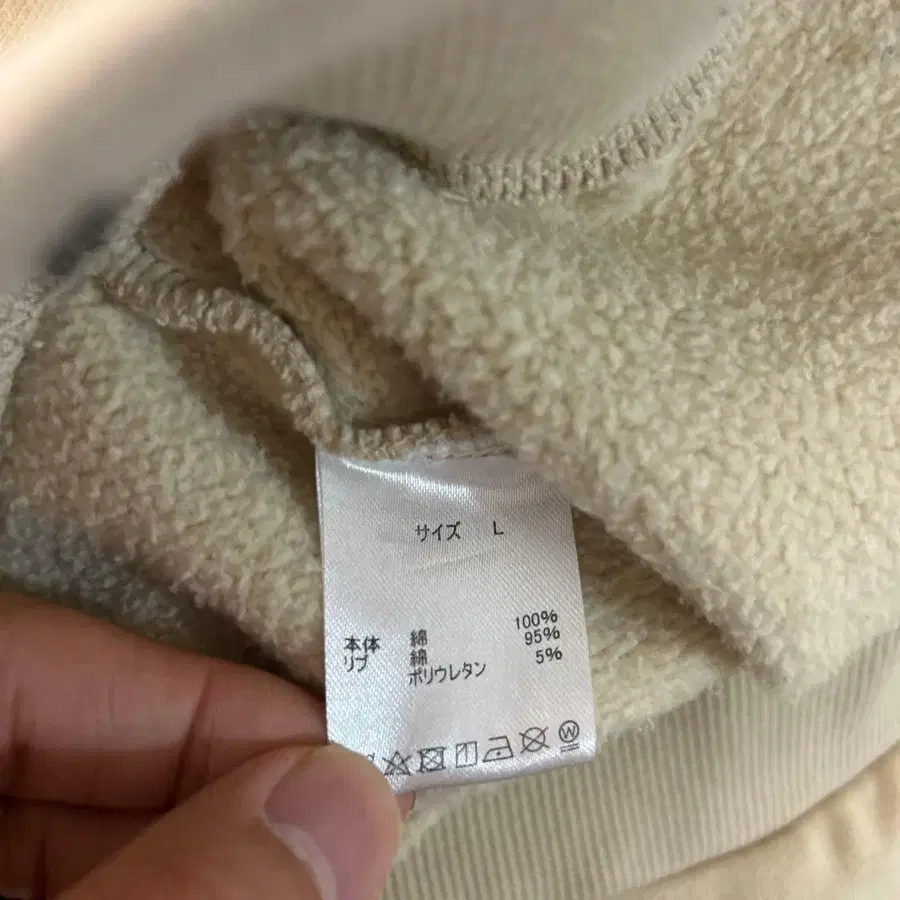 サイズ L
本体 綿 100%
リブ 綿 95%
ポリウレタン 5%
W